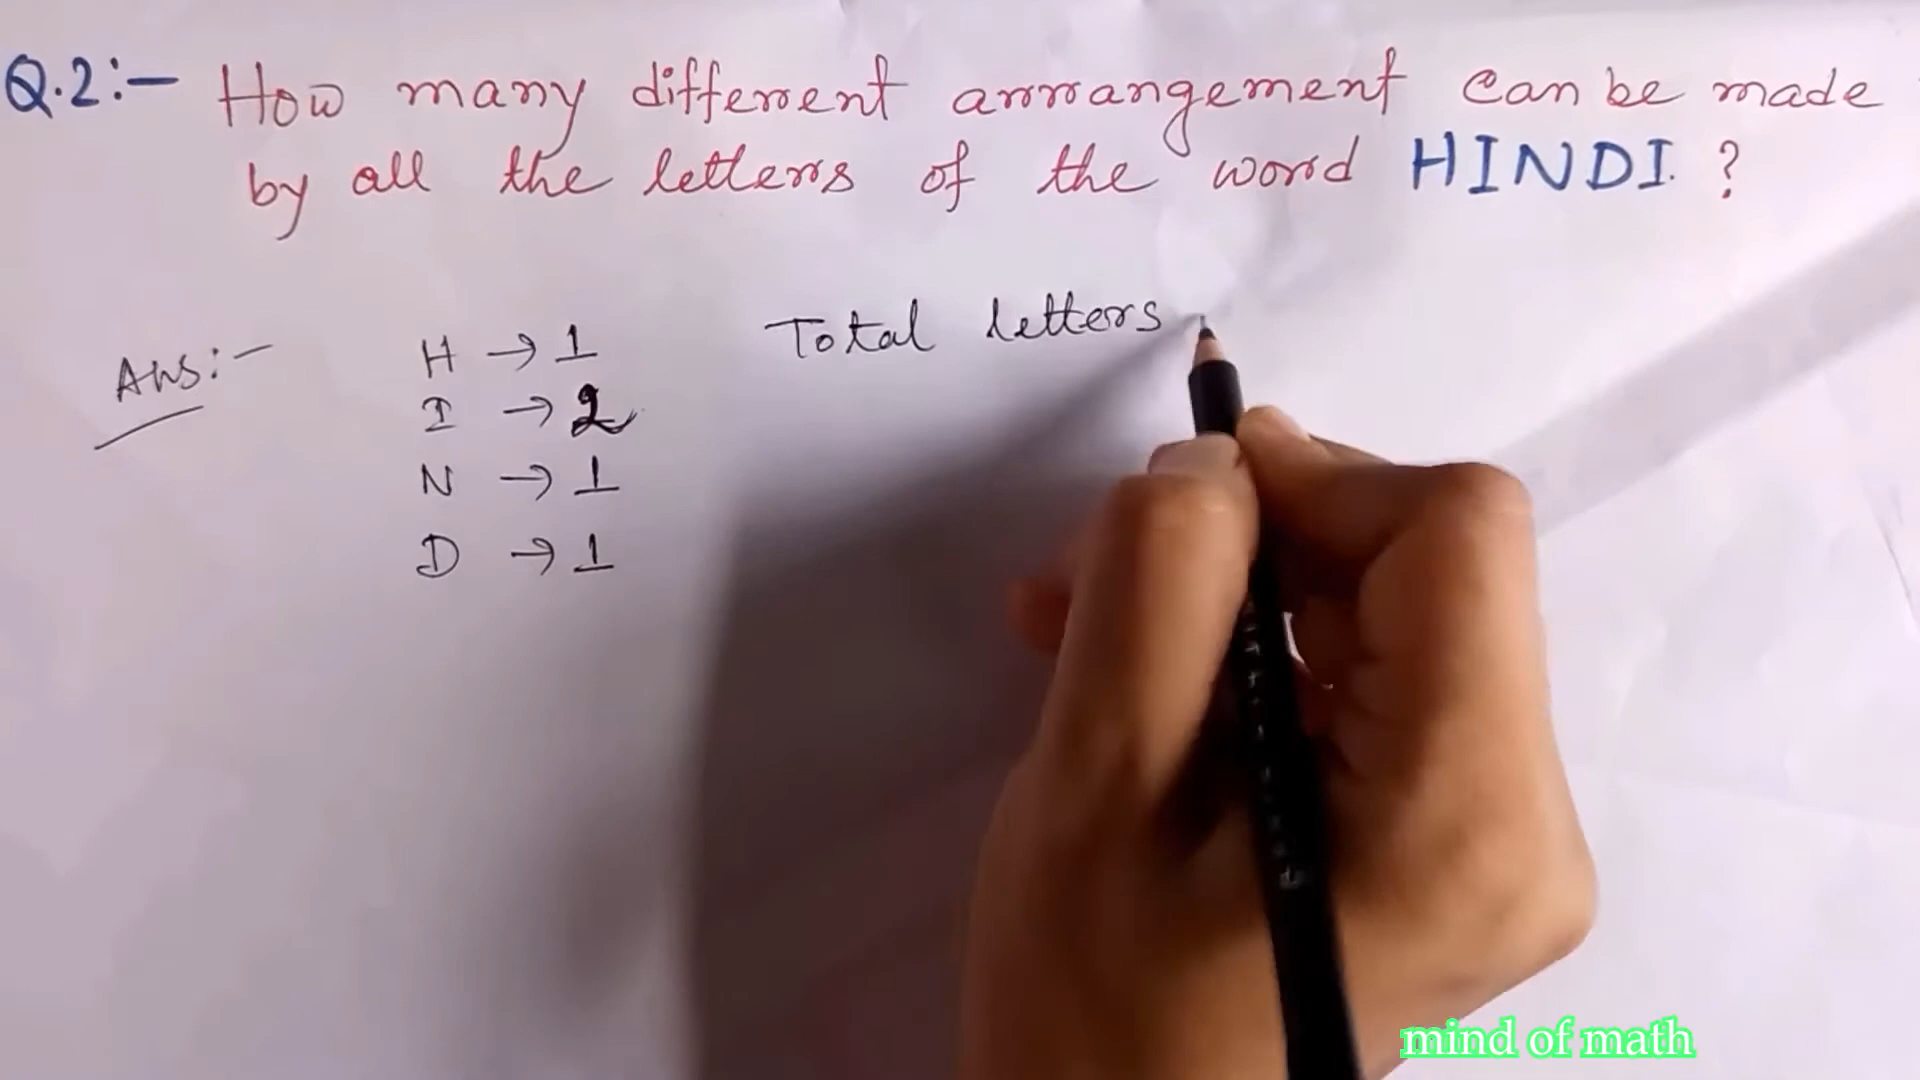 Q.2:- How many different arrangement can be made
by all the letters of the word HINDI. ?
Ans:-
H → 1
I → 2
N → 1
D → 1
Total letters
mind of math